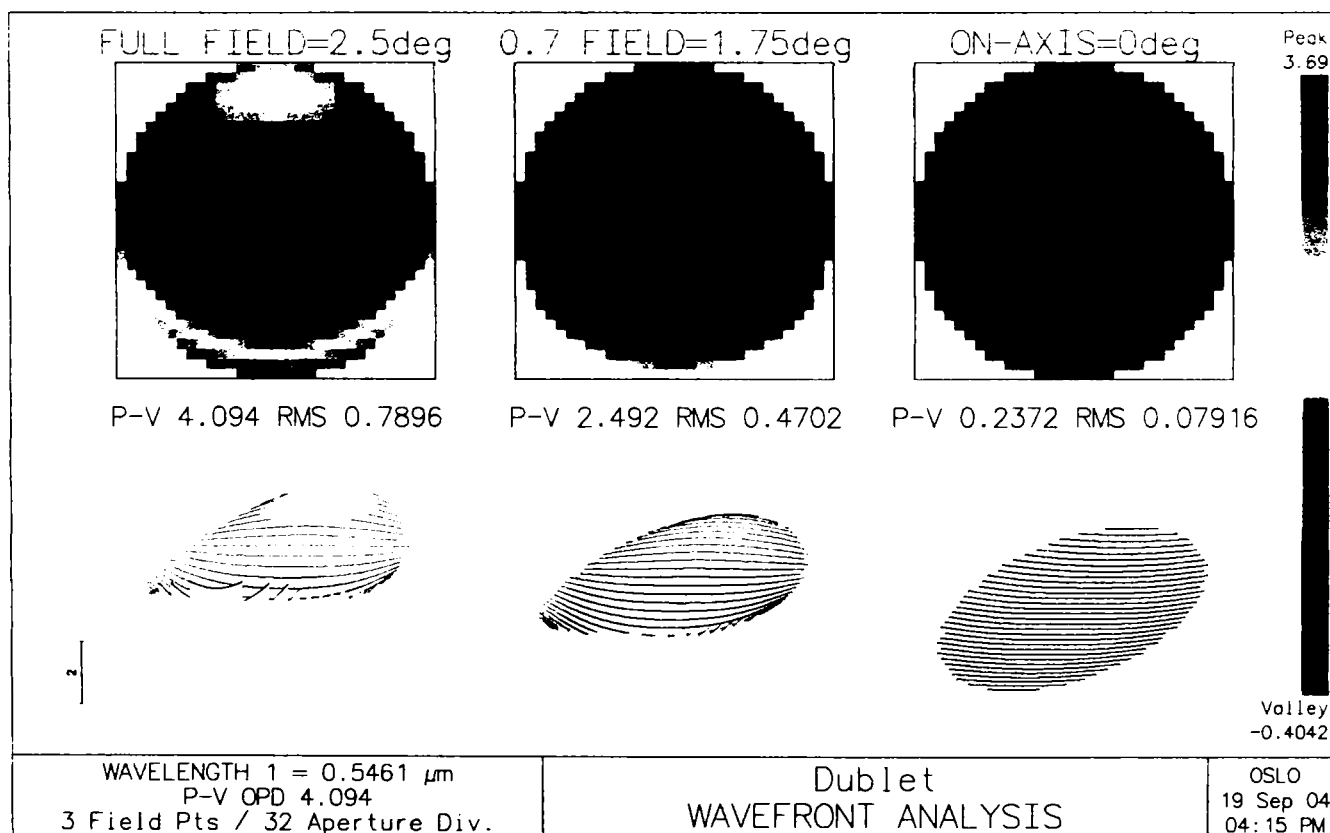 FULL FIELD=2.5deg
0.7 FIELD=1.75deg
ON-AXIS=0deg
Peak
3.69
P-V 4.094 RMS 0.7896
P-V 2.492 RMS 0.4702
P-V 0.2372 RMS 0.07916
2
Valley
-0.4042
WAVELENGTH 1 = 0.5461 µm
P-V OPD 4.094
3 Field Pts / 32 Aperture Div.
Dublet
WAVEFRONT ANALYSIS
OSLO
19 Sep 04
04:15 PM